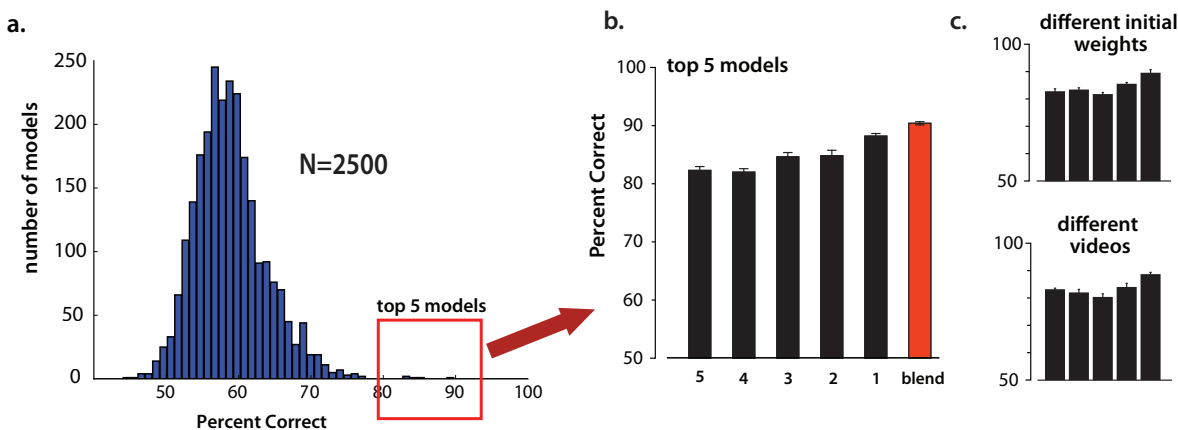 a.
number of models
250
200
150
100
50
0
N=2500
top 5 models
50
60
70
80
90
100
Percent Correct
b.
top 5 models
Percent Correct
100
90
80
70
60
50
5
4
3
2
1
blend
c.
different initial
weights
100
50
different
videos
100
50